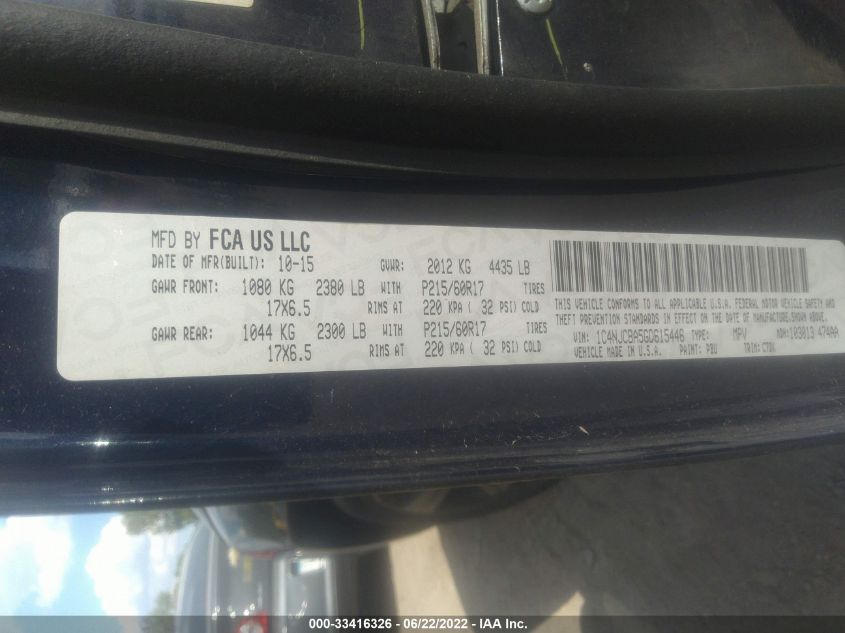 MFD BY FCA US LLC
DATE OF MFR(BUILT): 10-15 GVWR: 2012 KG 4435 LB
GAWR FRONT: 1080 KG 2380 LB WITH P215/60R17 TIRES
17X6.5 RIMS AT 220 KPA ( 32 PSI) COLD
GAWR REAR: 1044 KG 2300 LB WITH P215/60R17 TIRES
17X6.5 RIMS AT 220 KPA ( 32 PSI) COLD
THIS VEHICLE CONFORMS TO ALL APPLICABLE U.S.A. FEDERAL MOTOR VEHICLE SAFETY AND
THEFT PREVENTION STANDARDS IN EFFECT ON THE DATE OF MANUFACTURE SHOWN ABOVE.
VIN: 1C4NJCBA5GD615446 TYPE: MPV MDH: 103013 474AA
VEHICLE MADE IN U.S.A. PAINT: PBU TRIM:
000-33416326 - 06/22/2022 - IAA Inc.